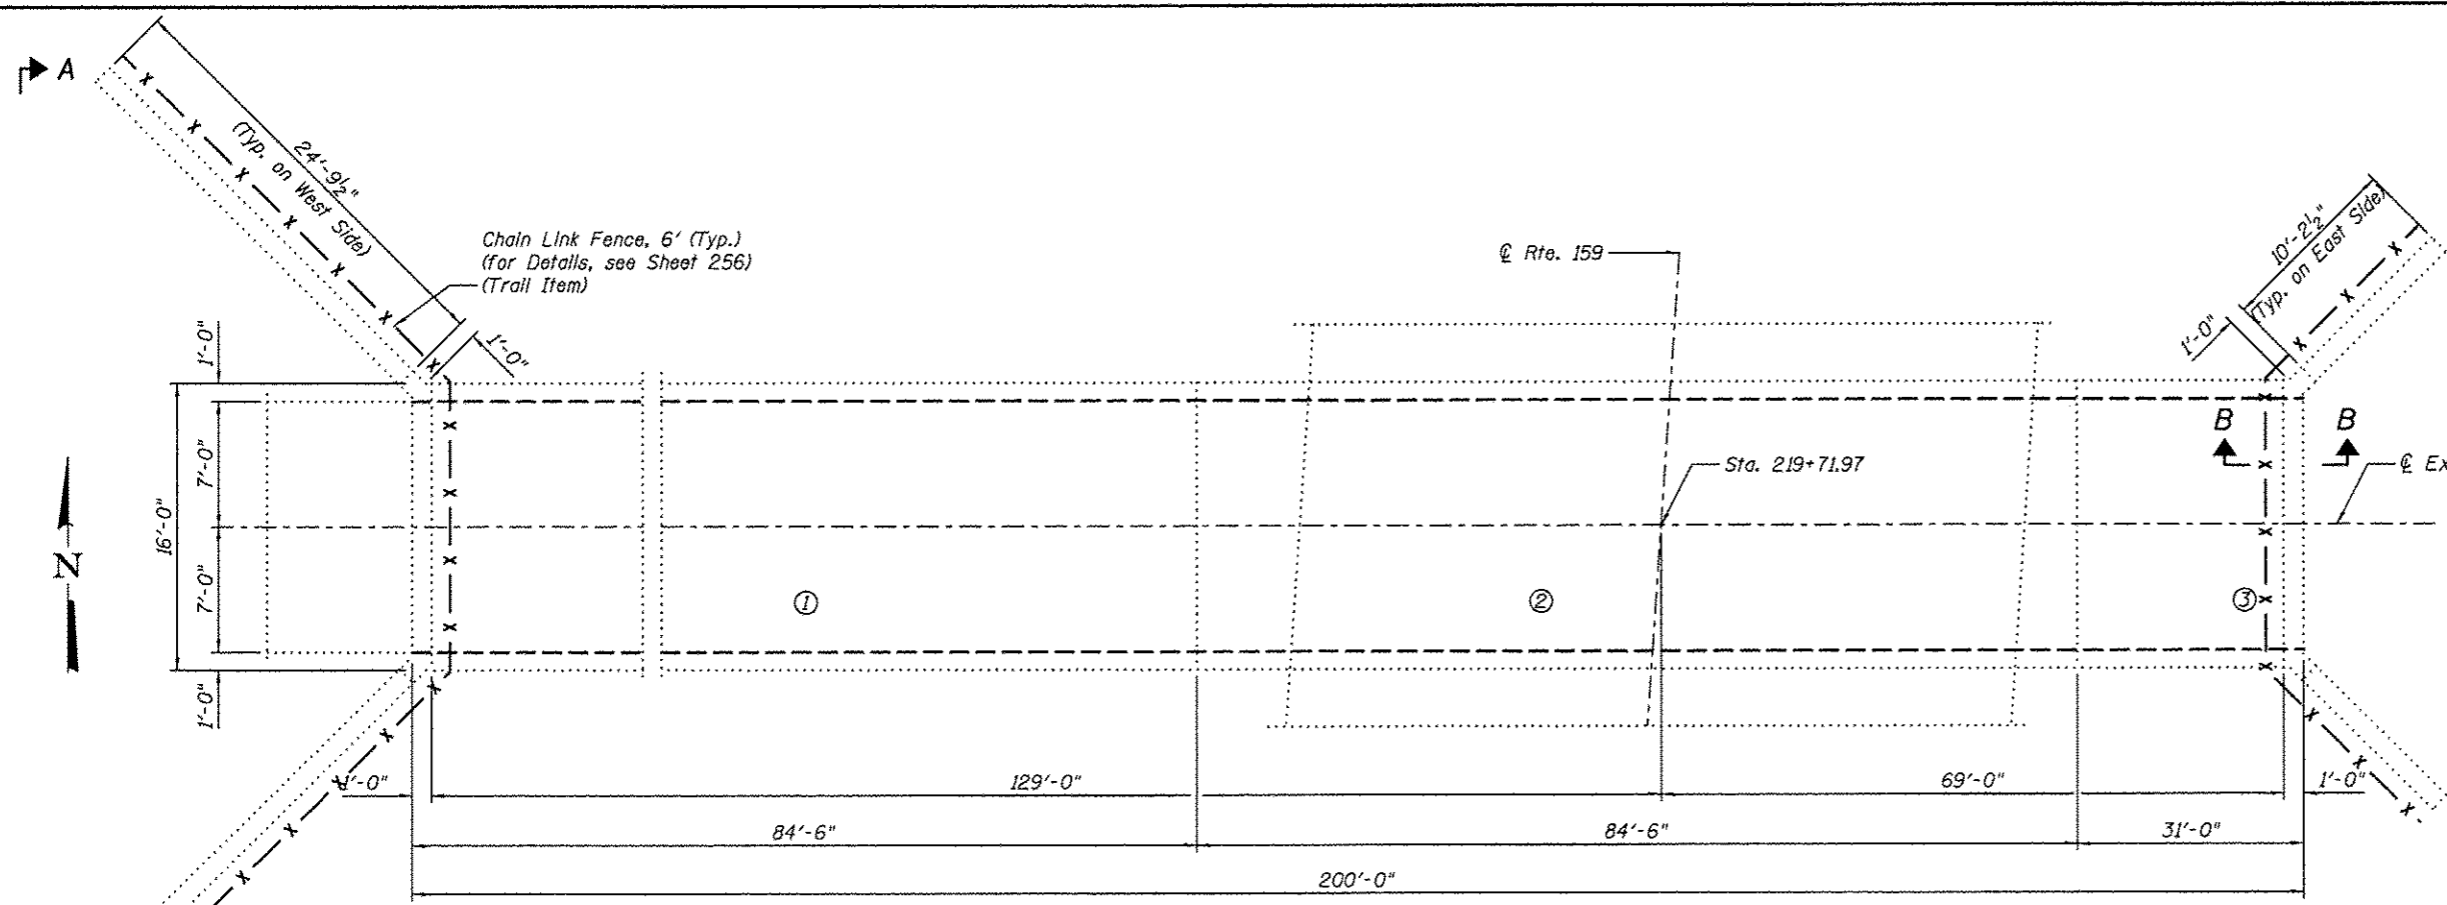 A
24'-9½"
(Typ. on West Side)
Chain Link Fence, 6' (Typ.)
(for Details, see Sheet 256)
(Trail Item)
1'-0"
℄ Rte. 159
10'-2½"
(Typ. on East Side)
1'-0"
1'-0"
7'-0"
16'-0"
7'-0"
1'-0"
N
B
B
Sta. 219+71.97
℄ Ex
1
2
3
1'-0"
129'-0"
69'-0"
1'-0"
84'-6"
84'-6"
31'-0"
200'-0"